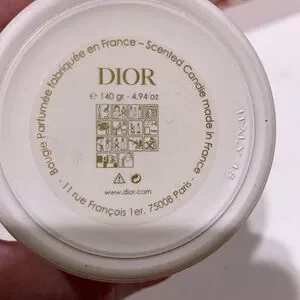 Bougie Parfumée fabriquée en France – Scented Candle made in France
DIOR
e 140 gr - 4.94 oz
www.dior.com
- 11 rue François 1er, 75008 Paris -